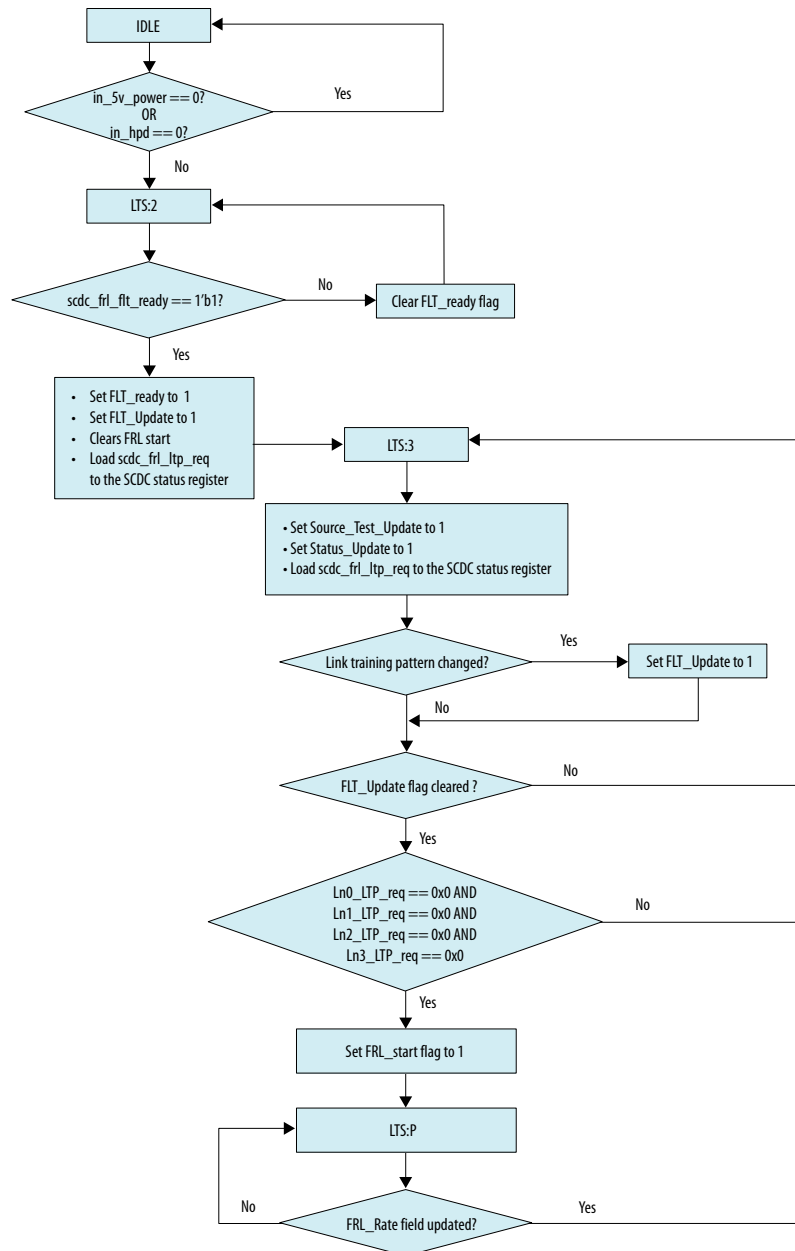 IDLE
in_5v_power == 0?
OR
in_hpd == 0?
Yes
No
LTS:2
scdc_frl_flt_ready == 1'b1?
No
Clear FLT_ready flag
Yes
• Set FLT_ready to 1
• Set FLT_Update to 1
• Clears FRL start
• Load scdc_frl_ltp_req
to the SCDC status register
LTS:3
• Set Source_Test_Update to 1
• Set Status_Update to 1
• Load scdc_frl_ltp_req to the SCDC status register
Link training pattern changed?
Yes
Set FLT_Update to 1
No
FLT_Update flag cleared ?
No
Yes
Ln0_LTP_req == 0x0 AND
Ln1_LTP_req == 0x0 AND
Ln2_LTP_req == 0x0 AND
Ln3_LTP_req == 0x0
No
Yes
Set FRL_start flag to 1
LTS:P
No
FRL_Rate field updated?
Yes